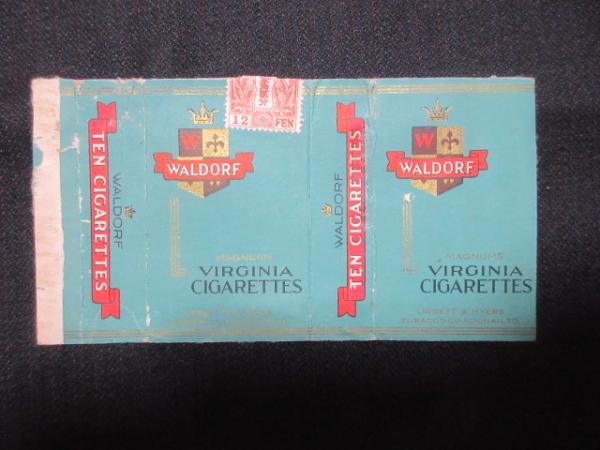 TEN CIGARETTES
WALDORF
W
WALDORF
MAGNUMS
VIRGINIA
CIGARETTES
12 FEN
WALDORF
TEN CIGARETTES
W
WALDORF
MAGNUMS
VIRGINIA
CIGARETTES
LIGGETT & MYERS
TOBACCO CO.